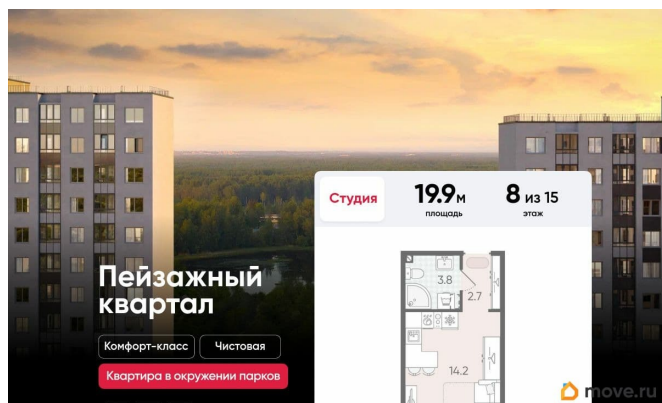 Студия
19.9 м
площадь
8 из 15
этаж
Пейзажный
квартал
3.8
2.7
Комфорт-класс
Чистовая
14.2
Квартира в окружении парков
move.ru